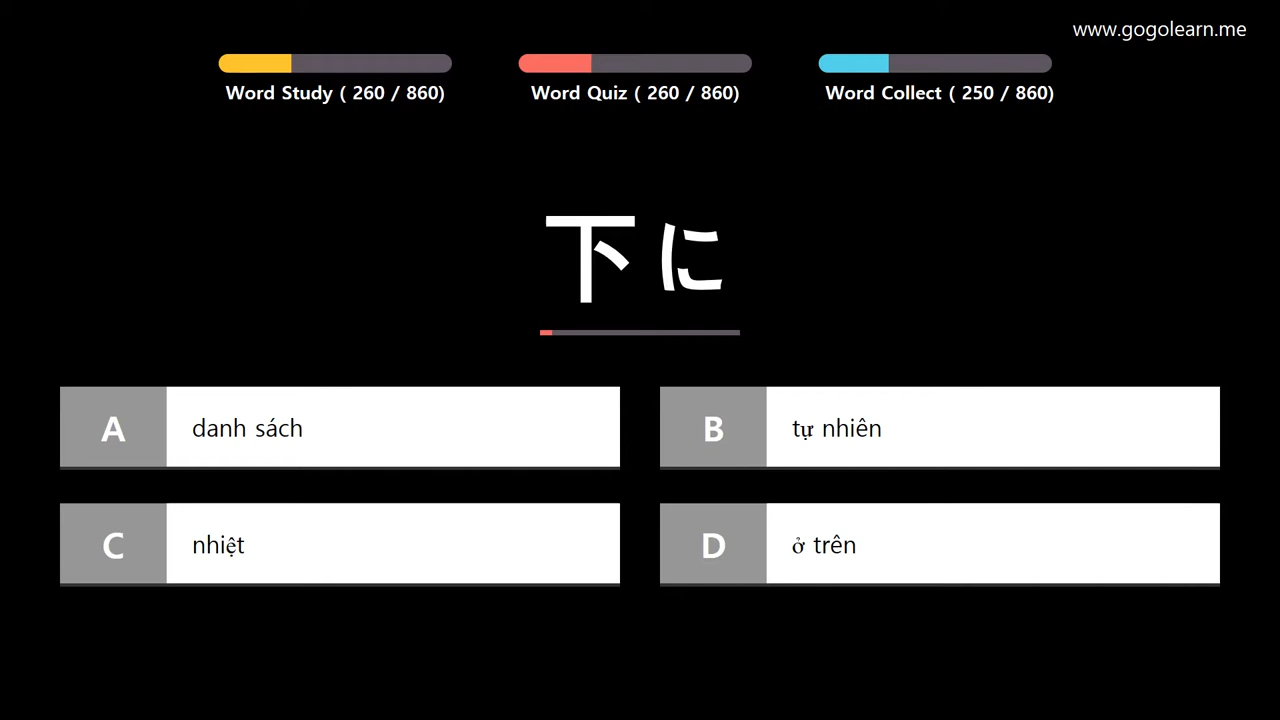 www.gogolearn.me
Word Study ( 260 / 860)
Word Quiz ( 260 / 860)
Word Collect ( 250 / 860)
下に
A danh sách
B tự nhiên
C nhiệt
D ở trên